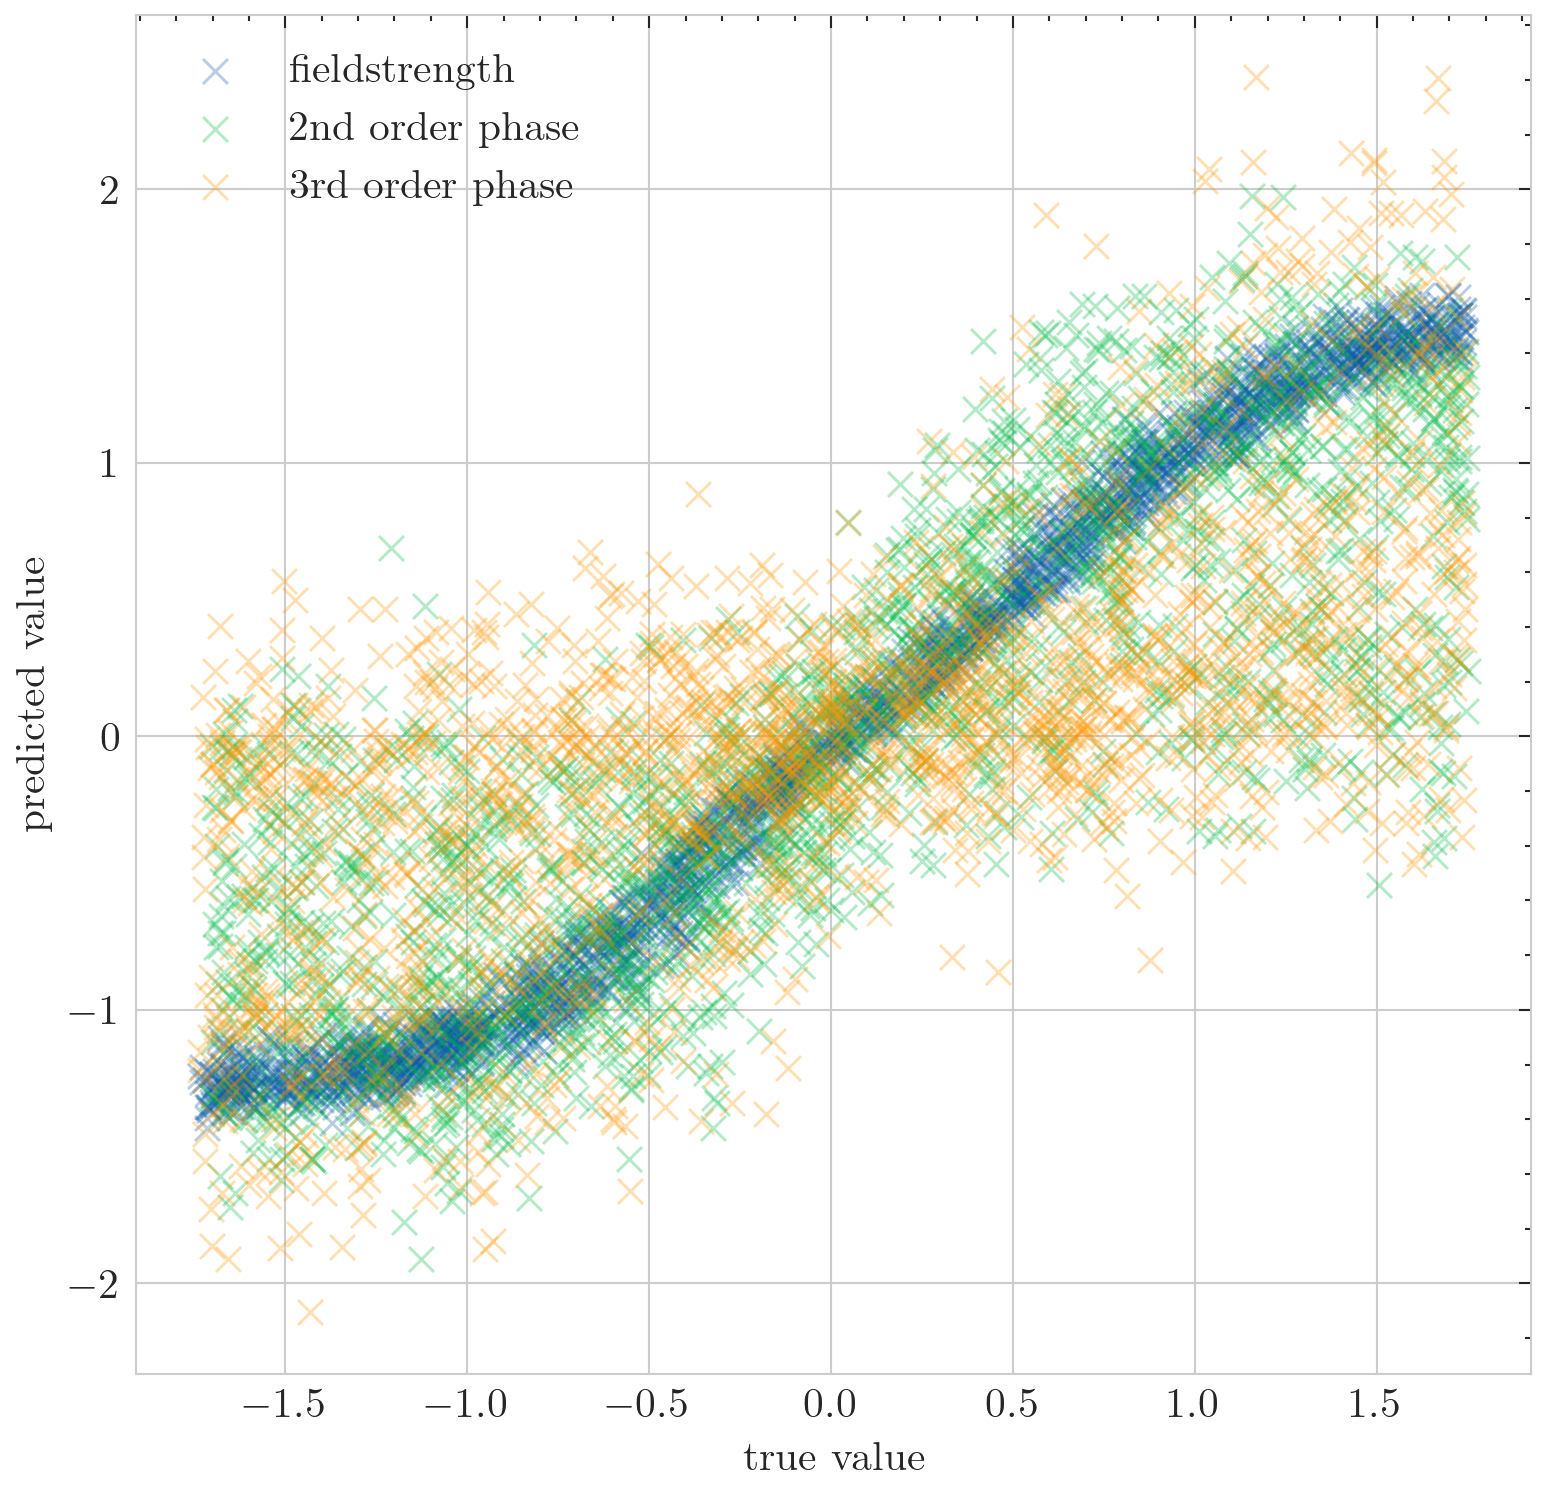 fieldstrength
2nd order phase
3rd order phase
2
1
0
−1
−2
predicted value
−1.5 −1.0 −0.5 0.0 0.5 1.0 1.5
true value